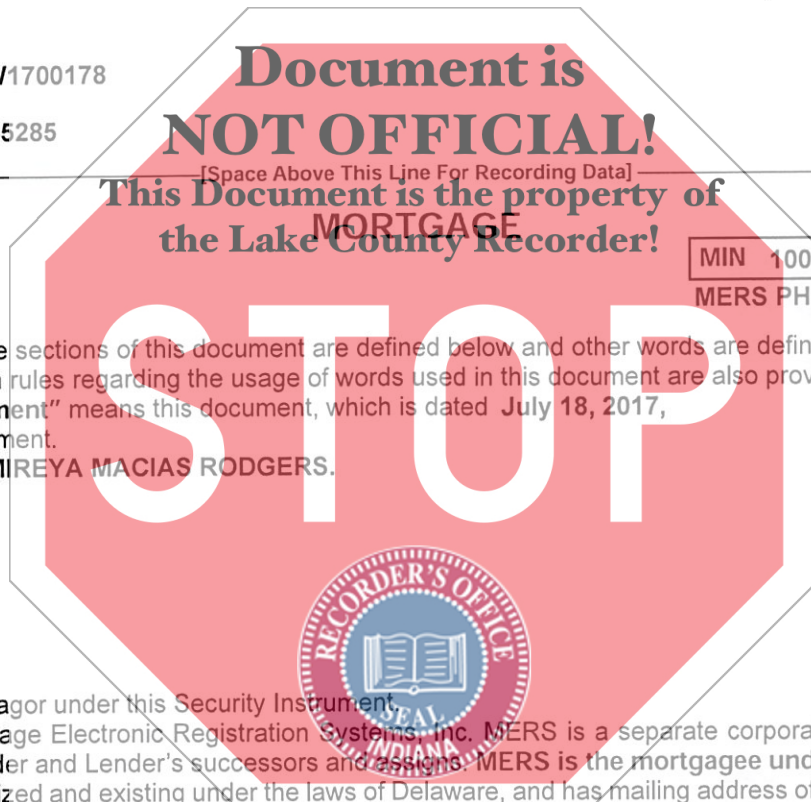 /1700178
Document is
5285
NOT OFFICIAL!
[Space Above This Line For Recording Data]
This Document is the property of
MORTGAGE
the Lake County Recorder!
MIN 100
MERS PH
STOP
e sections of this document are defined below and other words are defin
rules regarding the usage of words used in this document are also prov
ment" means this document, which is dated July 18, 2017,
ment.
MIREYA MACIAS RODGERS.
RECORDER'S OFFICE
SEAL
INDIANA
agor under this Security Instrument.
age Electronic Registration Systems, Inc. MERS is a separate corpora
der and Lender's successors and assigns. MERS is the mortgagee und
ized and existing under the laws of Delaware, and has mailing address o